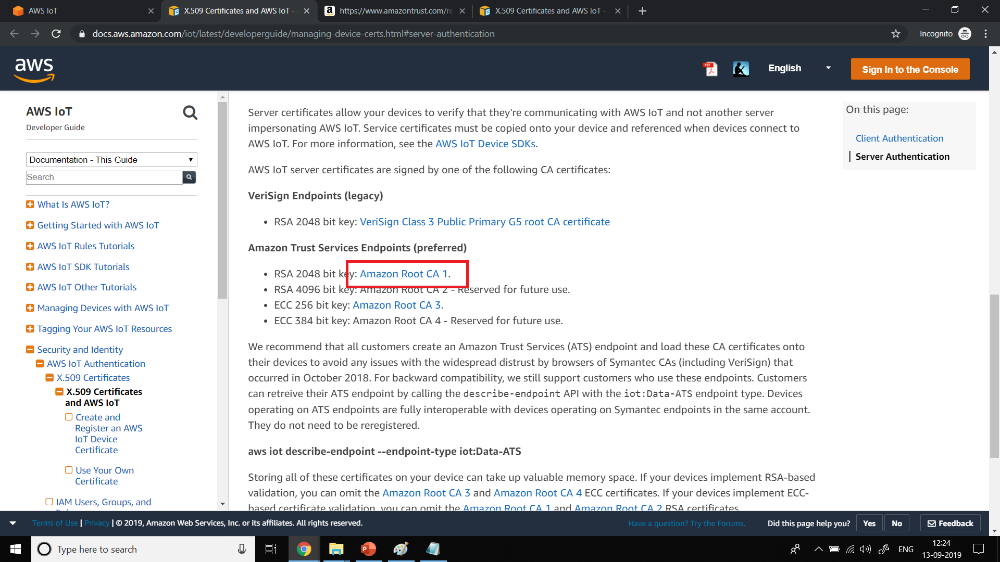 AWS IoT
X.509 Certificates and AWS IoT -
https://www.amazontrust.com/re
X.509 Certificates and AWS IoT -
docs.aws.amazon.com/iot/latest/developerguide/managing-device-certs.html#server-authentication
Incognito
aws
PDF
English
Sign In to the Console
AWS IoT
Developer Guide
Documentation - This Guide
Search
What Is AWS IoT?
Getting Started with AWS IoT
AWS IoT Rules Tutorials
AWS IoT SDK Tutorials
AWS IoT Other Tutorials
Managing Devices with AWS IoT
Tagging Your AWS IoT Resources
Security and Identity
AWS IoT Authentication
X.509 Certificates
X.509 Certificates
and AWS IoT
Create and
Register an AWS
IoT Device
Certificate
Use Your Own
Certificate
IAM Users, Groups, and
Server certificates allow your devices to verify that they're communicating with AWS IoT and not another server
impersonating AWS IoT. Service certificates must be copied onto your device and referenced when devices connect to
AWS IoT. For more information, see the AWS IoT Device SDKs.
AWS IoT server certificates are signed by one of the following CA certificates:
VeriSign Endpoints (legacy)
• RSA 2048 bit key: VeriSign Class 3 Public Primary G5 root CA certificate
Amazon Trust Services Endpoints (preferred)
• RSA 2048 bit key: Amazon Root CA 1.
• RSA 4096 bit key: Amazon Root CA 2 - Reserved for future use.
• ECC 256 bit key: Amazon Root CA 3.
• ECC 384 bit key: Amazon Root CA 4 - Reserved for future use.
We recommend that all customers create an Amazon Trust Services (ATS) endpoint and load these CA certificates onto
their devices to avoid any issues with the widespread distrust by browsers of Symantec CAs (including VeriSign) that
occurred in October 2018. For backward compatibility, we still support customers who use these endpoints. Customers
can retreive their ATS endpoint by calling the describe-endpoint API with the iot:Data-ATS endpoint type. Devices
operating on ATS endpoints are fully interoperable with devices operating on Symantec endpoints in the same account.
They do not need to be reregistered.
aws iot describe-endpoint --endpoint-type iot:Data-ATS
Storing all of these certificates on your device can take up valuable memory space. If your devices implement RSA-based
validation, you can omit the Amazon Root CA 3 and Amazon Root CA 4 ECC certificates. If your devices implement ECC-
based certificate validation, you can omit the Amazon Root CA 1 and Amazon Root CA 2 RSA certificates.
On this page:
Client Authentication
Server Authentication
Terms of Use | Privacy | © 2019, Amazon Web Services, Inc. or its affiliates. All rights reserved.
Have a question? Try the Forums.
Did this page help you?
Yes
No
Feedback
Type here to search
ENG
12:24
13-09-2019